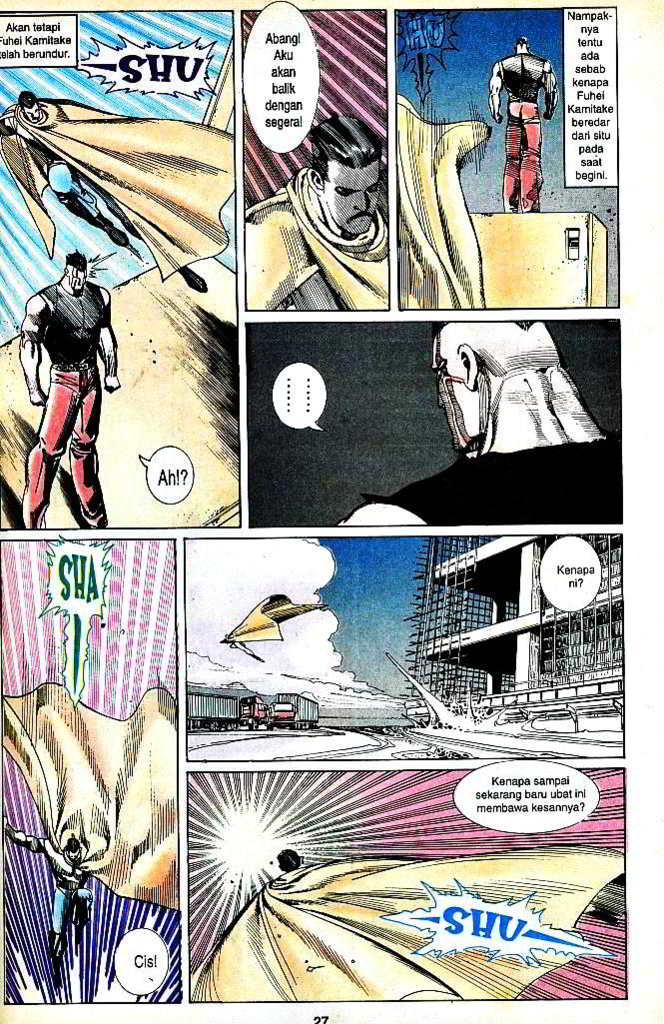 Akan tetapi
Fuhei Kamitake
telah berundur.
SHU
Ah!?
Abang!
Aku
akan
balik
dengan
segera!
SHU
Nampak-
nya
tentu
ada
sebab
kenapa
Fuhei
Kamitake
beredar
dari situ
pada
saat
begini.
SHA
Cis!
Kenapa
ni?
Kenapa sampai
sekarang baru ubat ini
membawa kesannya?
SHU
27